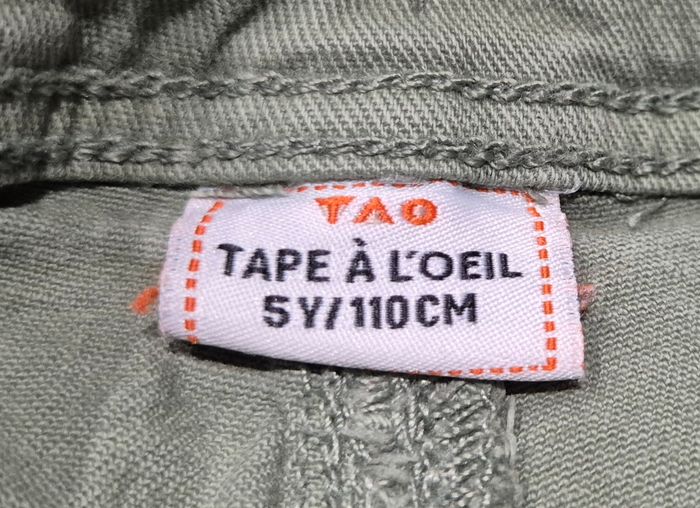 TAO
TAPE À L'OEIL
5Y/110CM